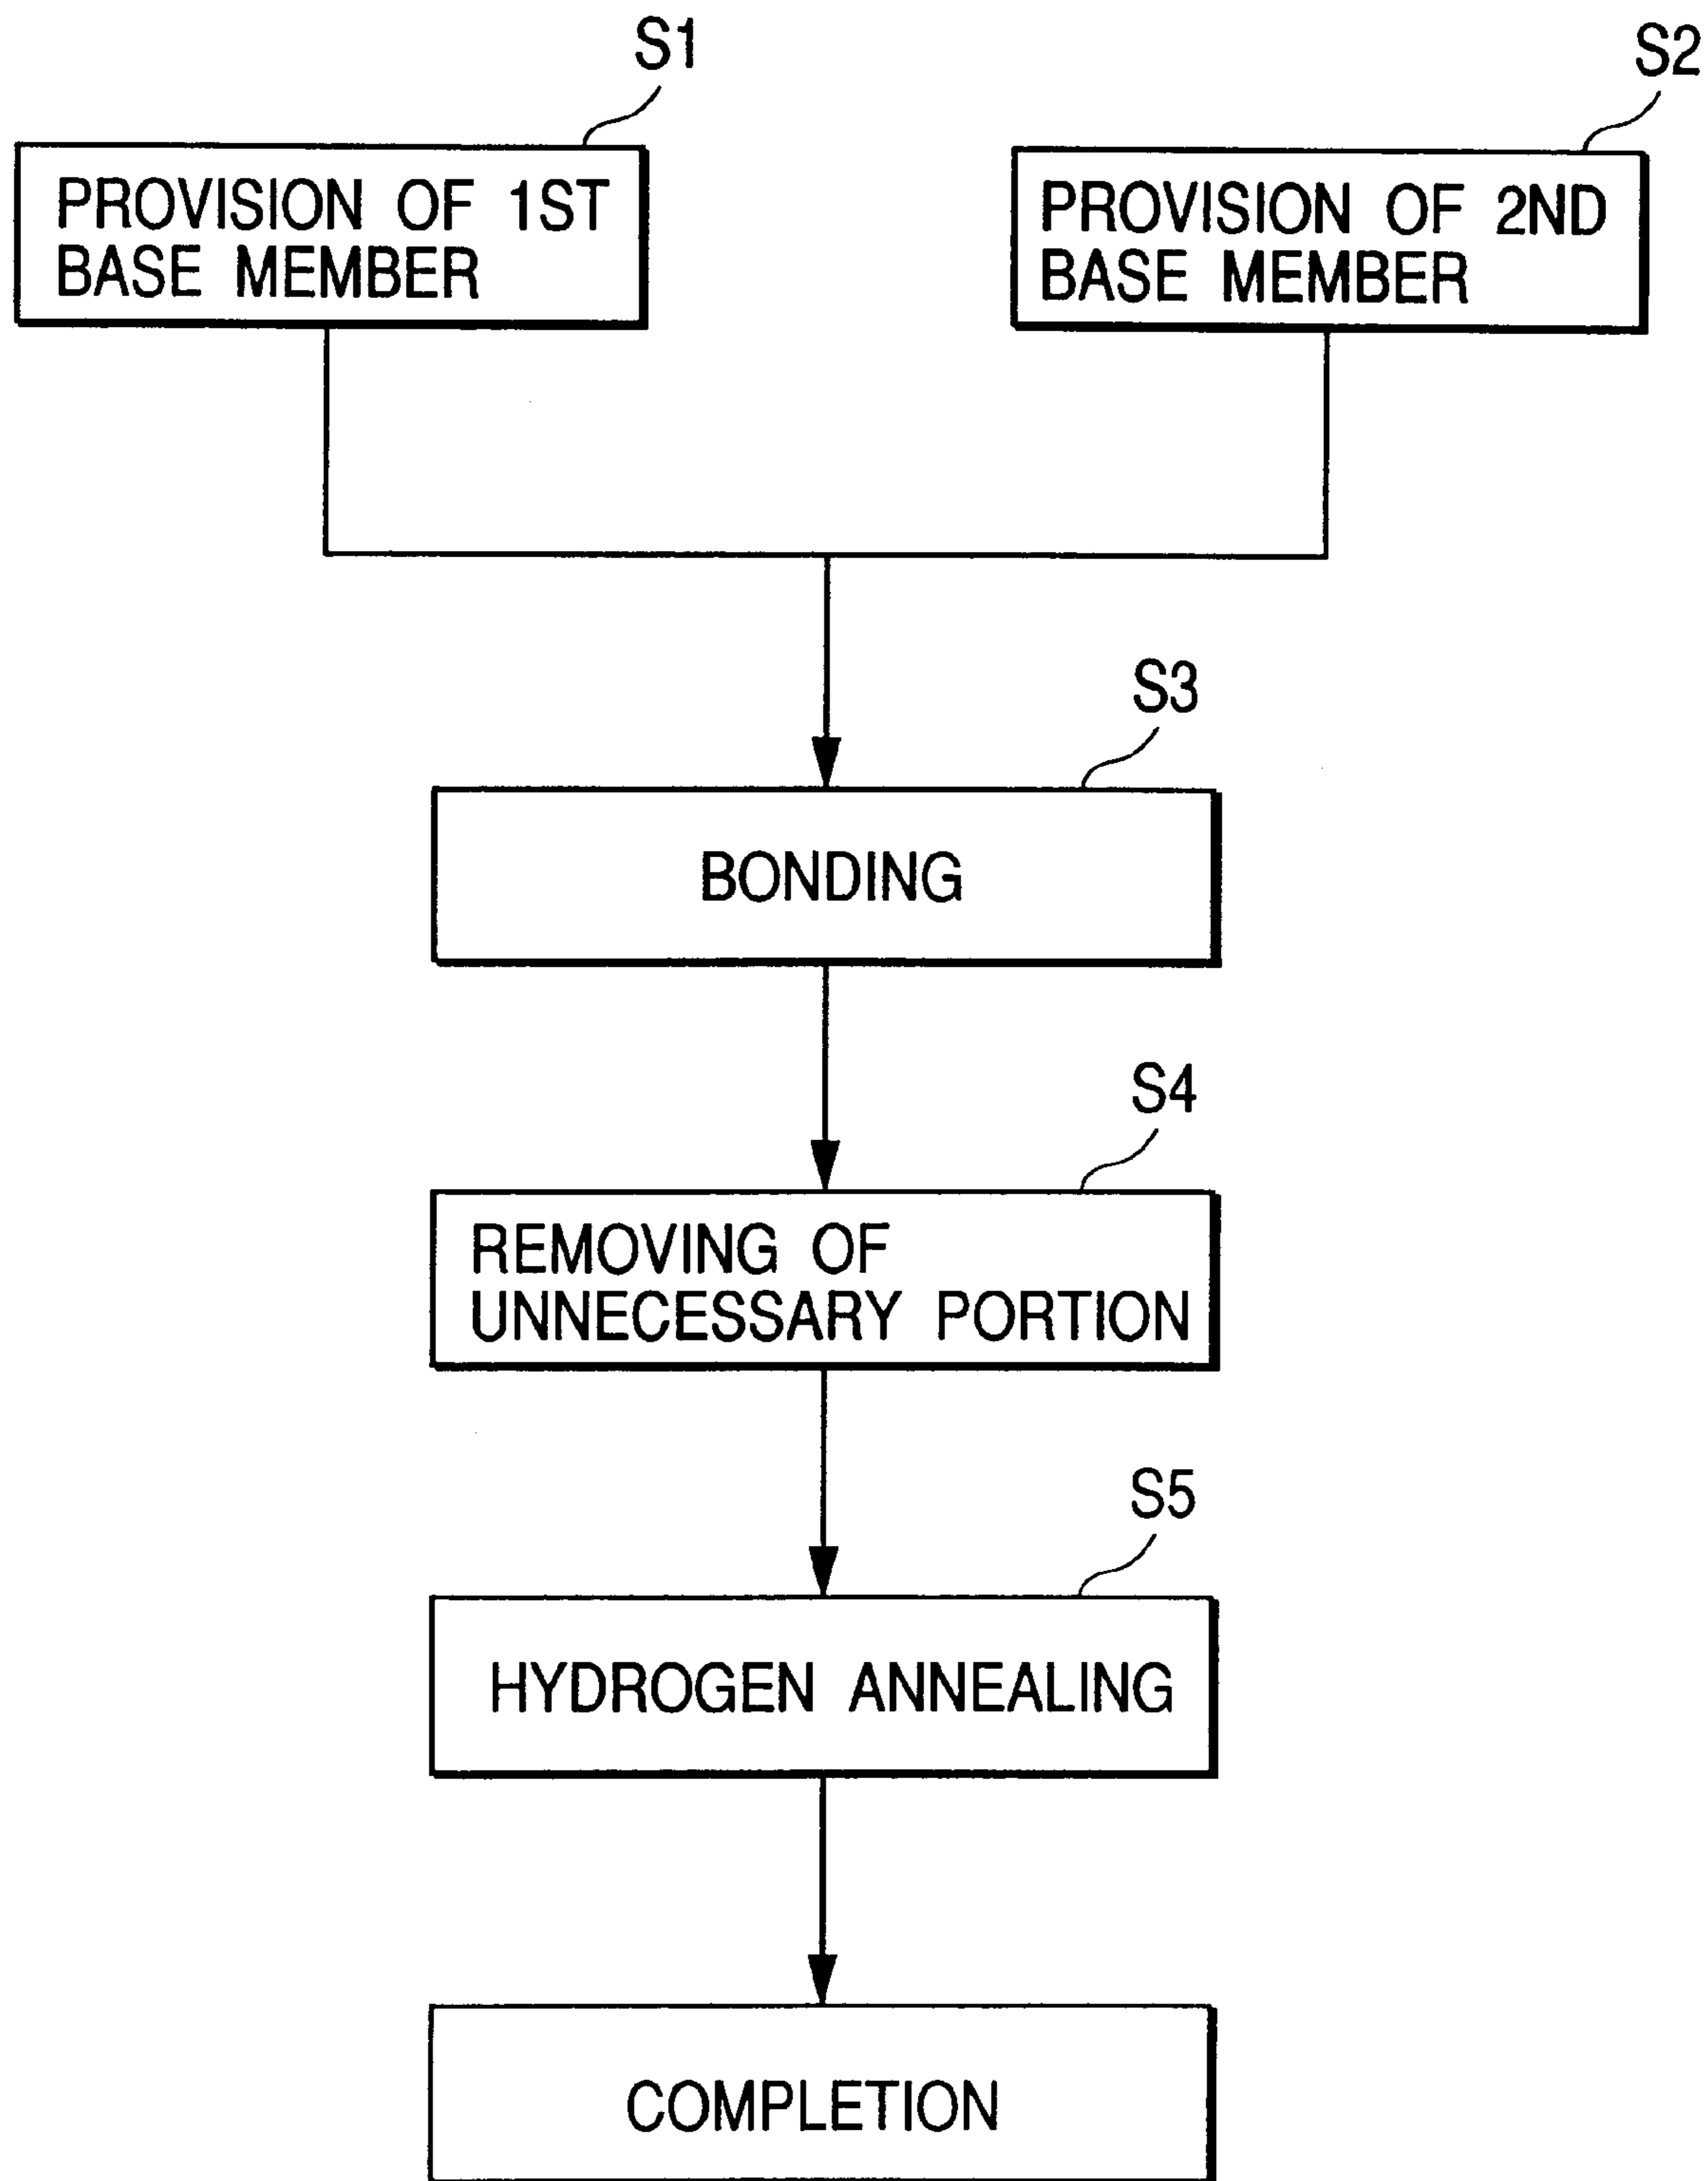 S1
S2
PROVISION OF 1ST
BASE MEMBER
PROVISION OF 2ND
BASE MEMBER
S3
BONDING
S4
REMOVING OF
UNNECESSARY PORTION
S5
HYDROGEN ANNEALING
COMPLETION